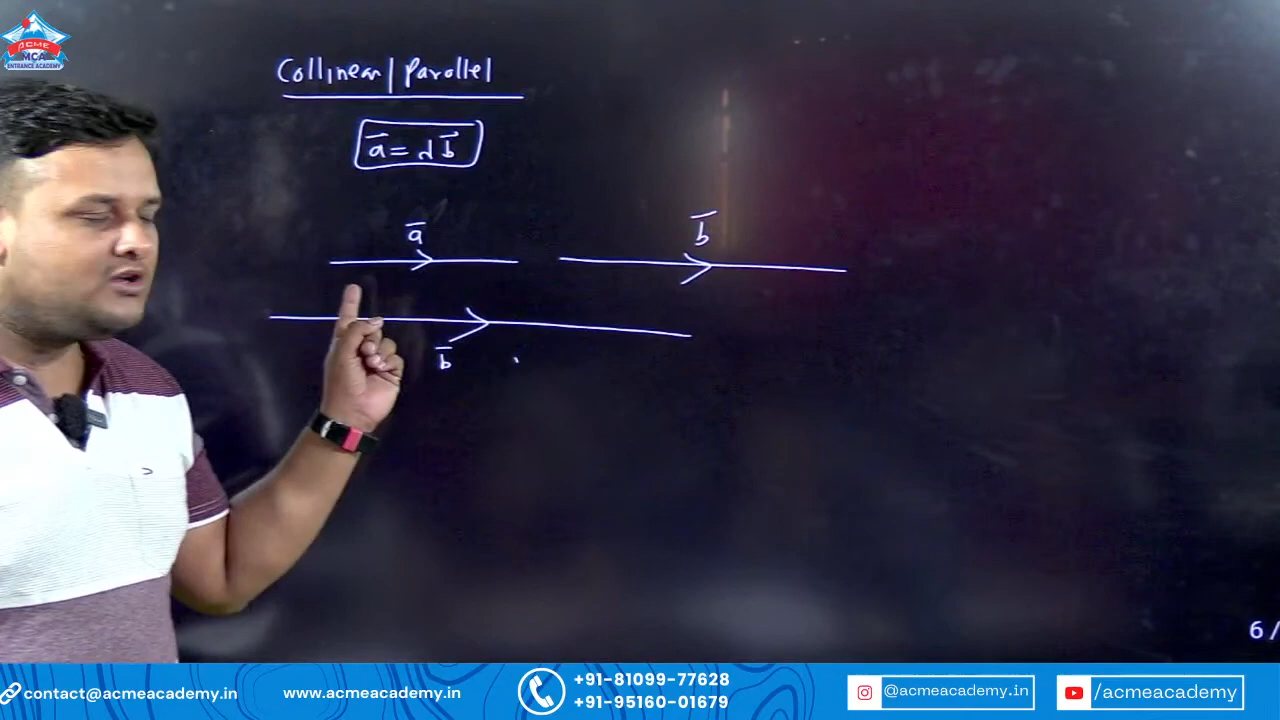 ACME
MCA
ENTRANCE ACADEMY
Collinear/Parallel
a̅ = λb̅
a̅
b̅
b̅
6/
contact@acmeacademy.in
www.acmeacademy.in
+91-81099-77628
+91-95160-01679
@acmeacademy.in
/acmeacademy